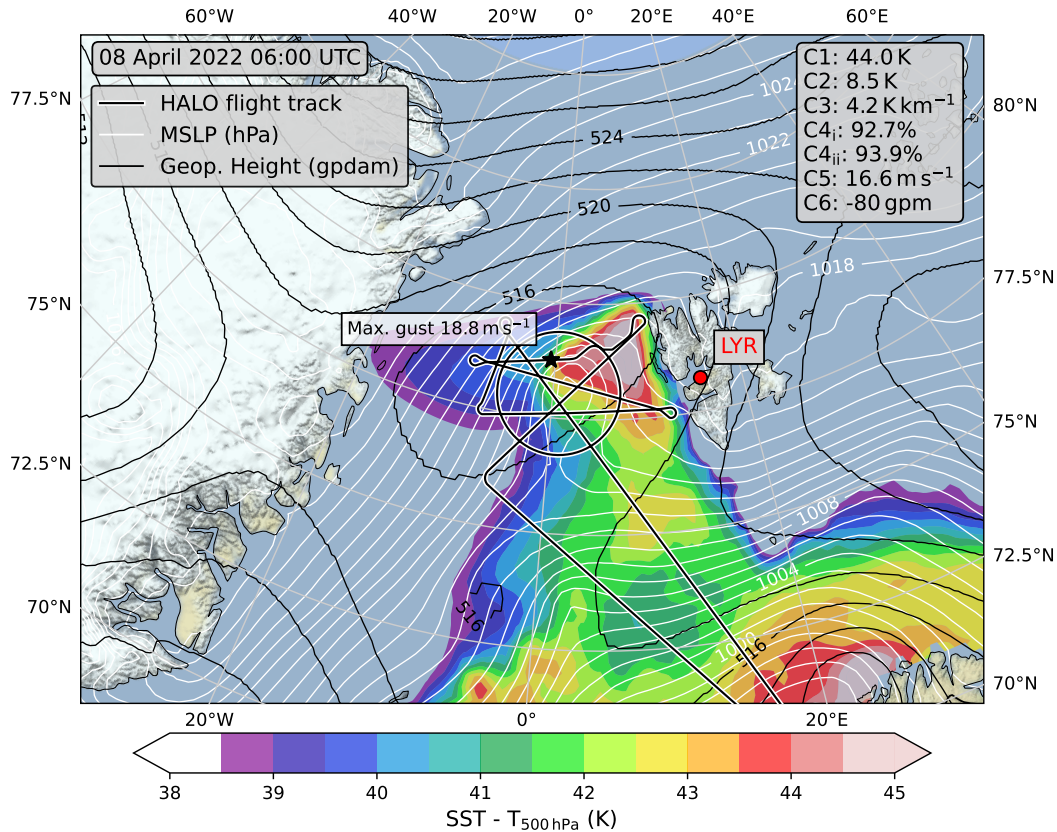 60°W 40°W 20°W 0° 20°E 40°E 60°E
08 April 2022 06:00 UTC
HALO flight track
MSLP (hPa)
Geop. Height (gpdam)
C1: 44.0 K
C2: 8.5 K
C3: 4.2 K km⁻¹
C4ᵢ: 92.7%
C4ᵢᵢ: 93.9%
C5: 16.6 m s⁻¹
C6: -80 gpm
77.5°N
80°N
1022
524
520
1018
77.5°N
75°N
516
Max. gust 18.8 m s⁻¹
LYR
75°N
72.5°N
1008
72.5°N
1004
70°N
516
516
70°N
20°W 0° 20°E
38 39 40 41 42 43 44 45
SST - T₅₀₀ ₕPₐ (K)